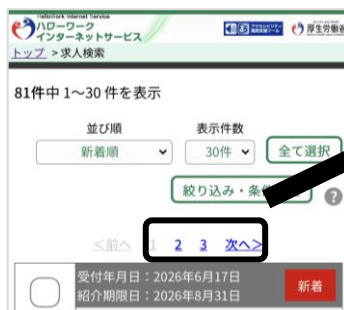 HelloWork Internet Service
ハローワーク
インターネットサービス
厚生労働省
トップ > 求人検索
81件中 1~30 件を表示
並び順
表示件数
新着順
30件
全て選択
絞り込み・条件
?
<前へ 1 2 3 次へ>
受付年月日：2026年6月17日
紹介期限日：2026年8月31日
新着